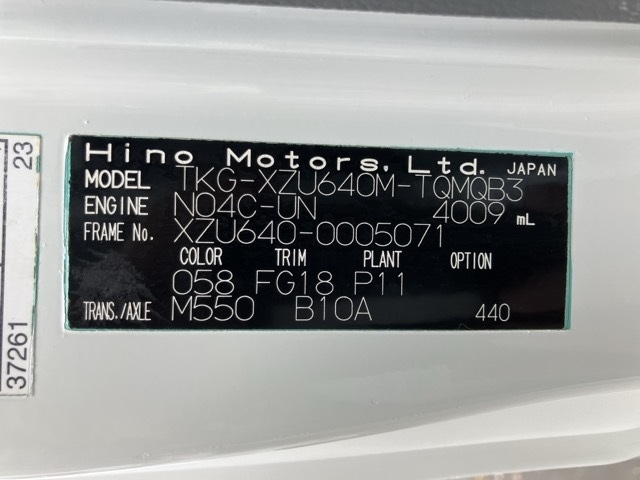 Hino Motors, Ltd. JAPAN
MODEL TKG-XZU640M-TQMQB3
ENGINE N04C-UN 4009 mL
FRAME No. XZU640-0005071
COLOR TRIM PLANT OPTION
058 FG18 P11
TRANS./AXLE M550 B10A 440
23
37261